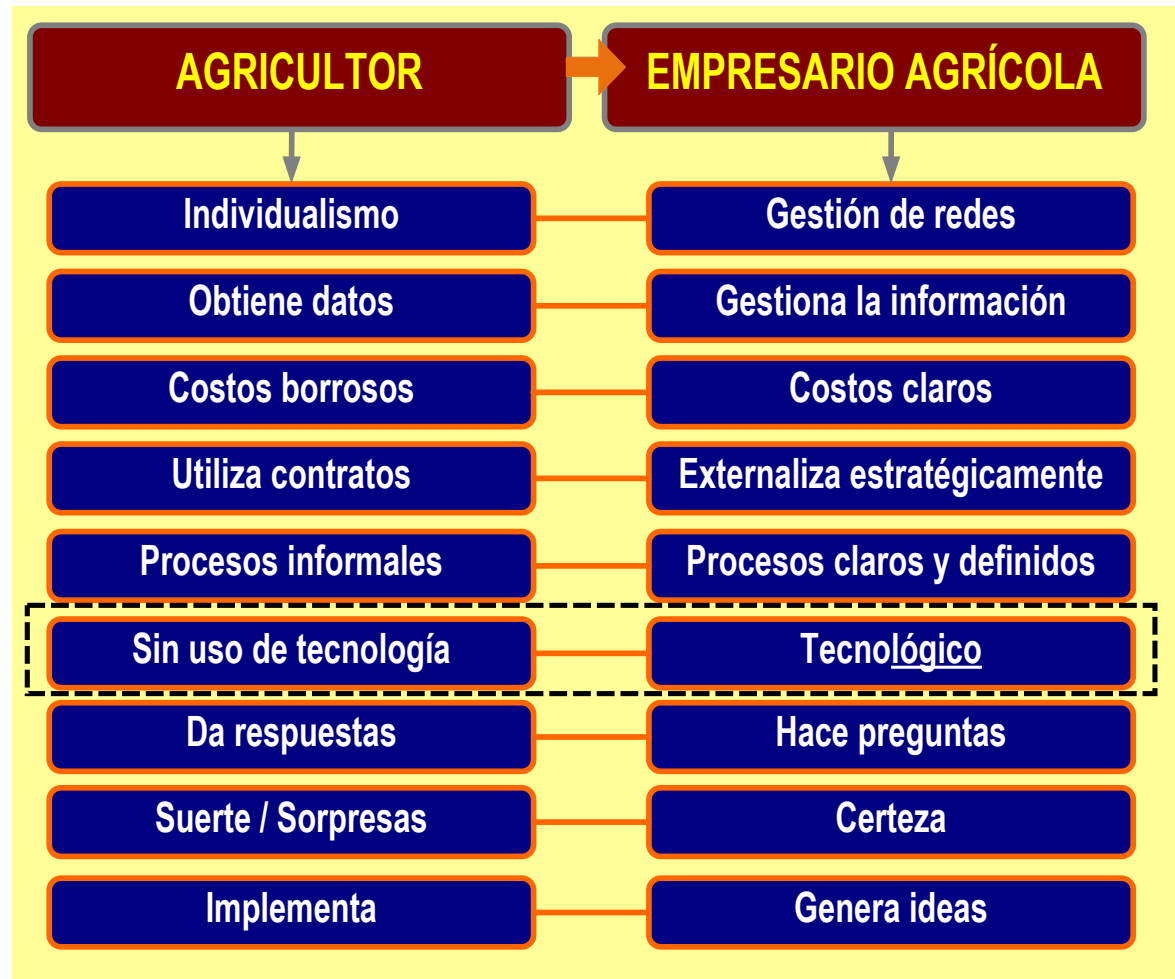 AGRICULTOR
EMPRESARIO AGRÍCOLA
Individualismo
Gestión de redes
Obtiene datos
Gestiona la información
Costos borrosos
Costos claros
Utiliza contratos
Externaliza estratégicamente
Procesos informales
Procesos claros y definidos
Sin uso de tecnología
Tecnológico
Da respuestas
Hace preguntas
Suerte / Sorpresas
Certeza
Implementa
Genera ideas